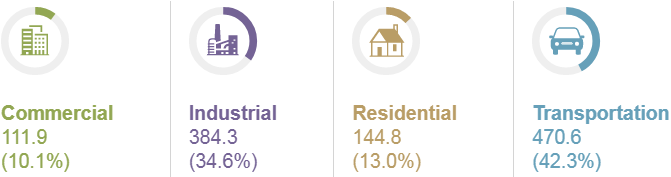 Commercial
111.9
(10.1%)
Industrial
384.3
(34.6%)
Residential
144.8
(13.0%)
Transportation
470.6
(42.3%)